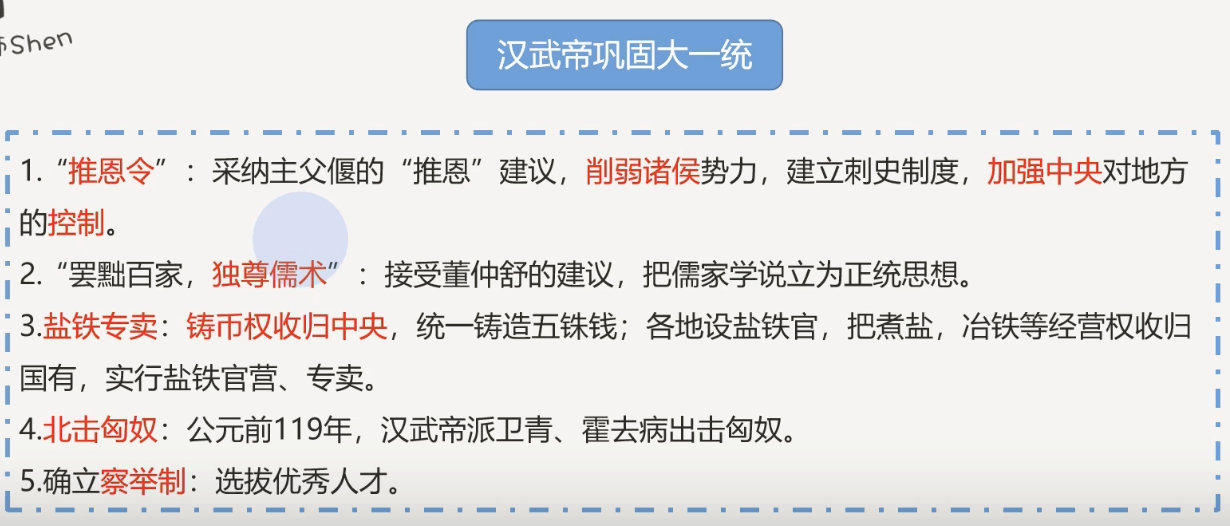 Shen
汉武帝巩固大一统
1.“推恩令”：采纳主父偃的“推恩”建议，削弱诸侯势力，建立刺史制度，加强中央对地方
的控制。
2.“罢黜百家，独尊儒术”：接受董仲舒的建议，把儒家学说立为正统思想。
3.盐铁专卖：铸币权收归中央，统一铸造五铢钱；各地设盐铁官，把煮盐，冶铁等经营权收归
国有，实行盐铁官营、专卖。
4.北击匈奴：公元前119年，汉武帝派卫青、霍去病出击匈奴。
5.确立察举制：选拔优秀人才。